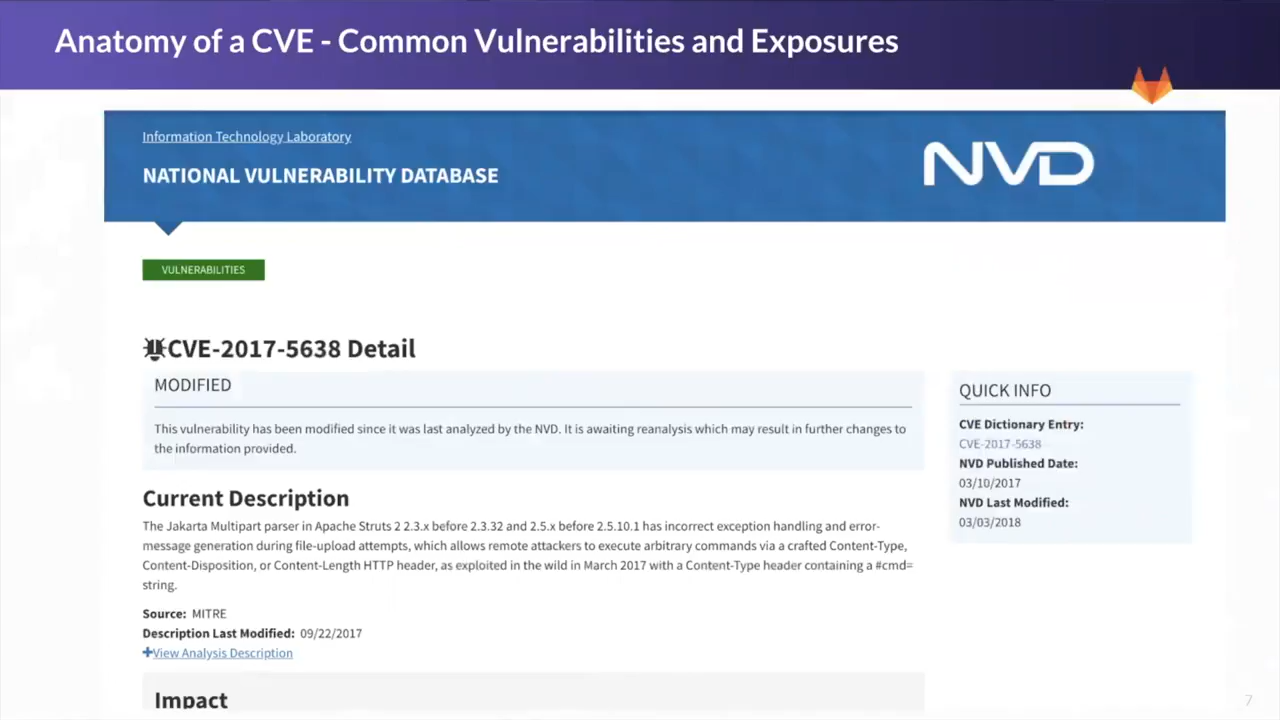 Anatomy of a CVE - Common Vulnerabilities and Exposures
Information Technology Laboratory
NATIONAL VULNERABILITY DATABASE
NVD
VULNERABILITIES
CVE-2017-5638 Detail
MODIFIED
This vulnerability has been modified since it was last analyzed by the NVD. It is awaiting reanalysis which may result in further changes to
the information provided.
QUICK INFO
CVE Dictionary Entry:
CVE-2017-5638
NVD Published Date:
03/10/2017
NVD Last Modified:
03/03/2018
Current Description
The Jakarta Multipart parser in Apache Struts 2 2.3.x before 2.3.32 and 2.5.x before 2.5.10.1 has incorrect exception handling and error-
message generation during file-upload attempts, which allows remote attackers to execute arbitrary commands via a crafted Content-Type,
Content-Disposition, or Content-Length HTTP header, as exploited in the wild in March 2017 with a Content-Type header containing a #cmd=
string.
Source: MITRE
Description Last Modified: 09/22/2017
+View Analysis Description
Impact
7